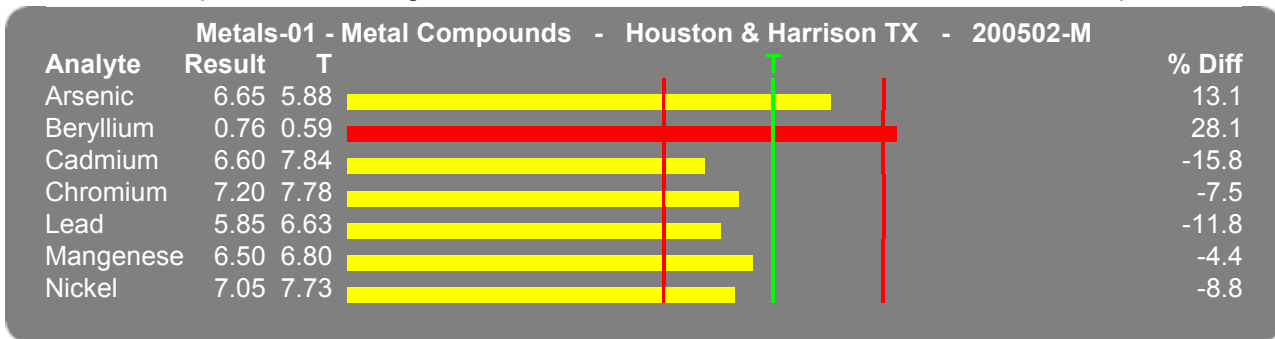 Metals-01 - Metal Compounds - Houston & Harrison TX - 200502-M
Analyte Result T T % Diff
Arsenic 6.65 5.88 13.1
Beryllium 0.76 0.59 28.1
Cadmium 6.60 7.84 -15.8
Chromium 7.20 7.78 -7.5
Lead 5.85 6.63 -11.8
Mangenese 6.50 6.80 -4.4
Nickel 7.05 7.73 -8.8